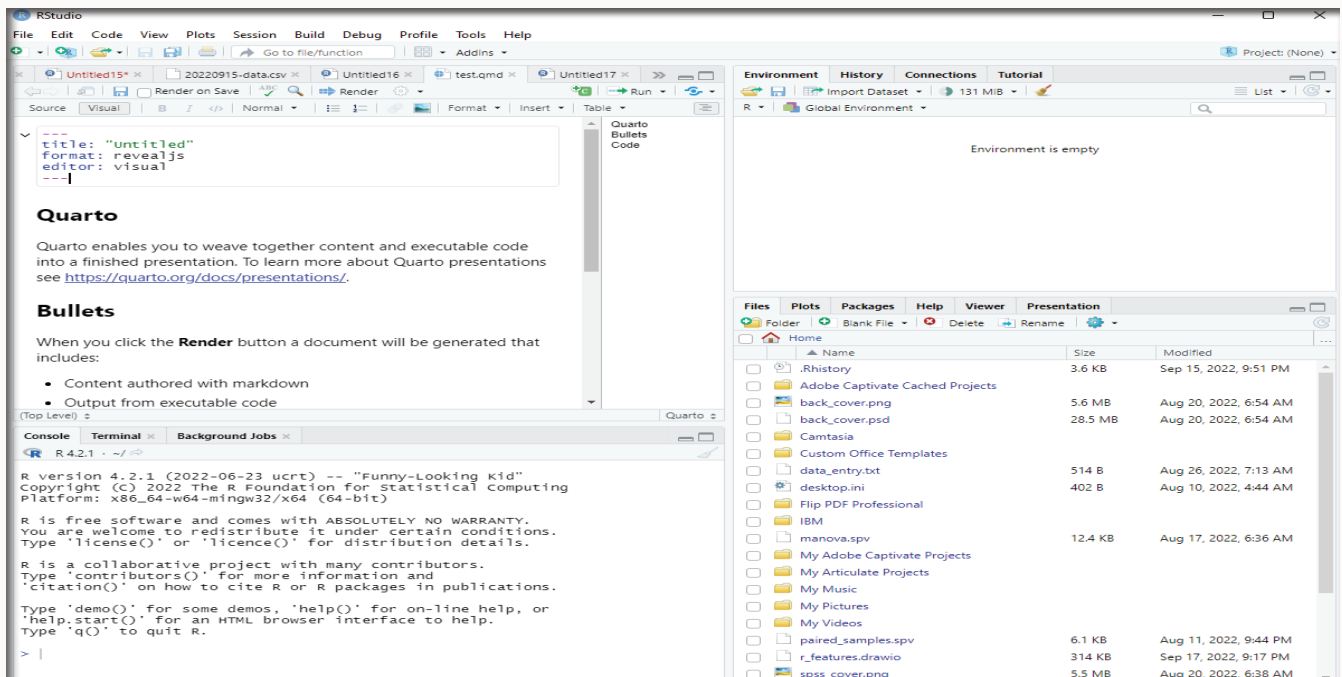 RStudio
File Edit Code View Plots Session Build Debug Profile Tools Help
Go to file/function Addins Project: (None)
Untitled15* 20220915-data.csv Untitled16 test.qmd Untitled17
Render on Save ABC Render Run
Source Visual B I </> Normal Format Insert Table
---
title: "Untitled"
format: revealjs
editor: visual
---
Quarto
Quarto enables you to weave together content and executable code
into a finished presentation. To learn more about Quarto presentations
see https://quarto.org/docs/presentations/.
Bullets
When you click the Render button a document will be generated that
includes:
• Content authored with markdown
• Output from executable code
(Top Level) Quarto
Quarto
Bullets
Code
Console Terminal Background Jobs
R 4.2.1 · ~/
R version 4.2.1 (2022-06-23 ucrt) -- "Funny-Looking Kid"
Copyright (C) 2022 The R Foundation for Statistical Computing
Platform: x86_64-w64-mingw32/x64 (64-bit)
R is free software and comes with ABSOLUTELY NO WARRANTY.
You are welcome to redistribute it under certain conditions.
Type 'license()' or 'licence()' for distribution details.
R is a collaborative project with many contributors.
Type 'contributors()' for more information and
'citation()' on how to cite R or R packages in publications.
Type 'demo()' for some demos, 'help()' for on-line help, or
'help.start()' for an HTML browser interface to help.
Type 'q()' to quit R.
>
Environment History Connections Tutorial
Import Dataset 131 MiB List
R Global Environment
Environment is empty
Files Plots Packages Help Viewer Presentation
Folder Blank File Delete Rename
Home ...
Name Size Modified
.Rhistory 3.6 KB Sep 15, 2022, 9:51 PM
Adobe Captivate Cached Projects
back_cover.png 5.6 MB Aug 20, 2022, 6:54 AM
back_cover.psd 28.5 MB Aug 20, 2022, 6:54 AM
Camtasia
Custom Office Templates
data_entry.txt 514 B Aug 26, 2022, 7:13 AM
desktop.ini 402 B Aug 10, 2022, 4:44 AM
Flip PDF Professional
IBM
manova.spv 12.4 KB Aug 17, 2022, 6:36 AM
My Adobe Captivate Projects
My Articulate Projects
My Music
My Pictures
My Videos
paired_samples.spv 6.1 KB Aug 11, 2022, 9:44 PM
r_features.drawio 314 KB Sep 17, 2022, 9:17 PM
spss_cover.png 5.5 MB Aug 20, 2022, 6:38 AM